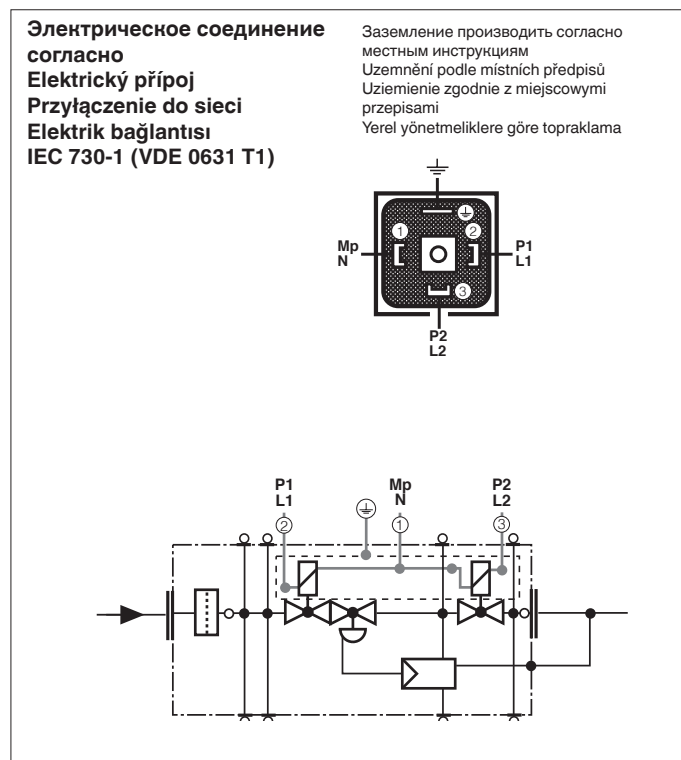 Электрическое соединение
согласно
Elektrický přípoj
Przyłączenie do sieci
Elektrik bağlantısı
IEC 730-1 (VDE 0631 T1)
Заземление производить согласно
местным инструкциям
Uzemnění podle místních předpisů
Uziemienie zgodnie z miejscowymi
przepisami
Yerel yönetmeliklere göre topraklama
1
2
Mp
N
P1
L1
3
P2
L2
P1
L1
Mp
N
P2
L2
2
1
3